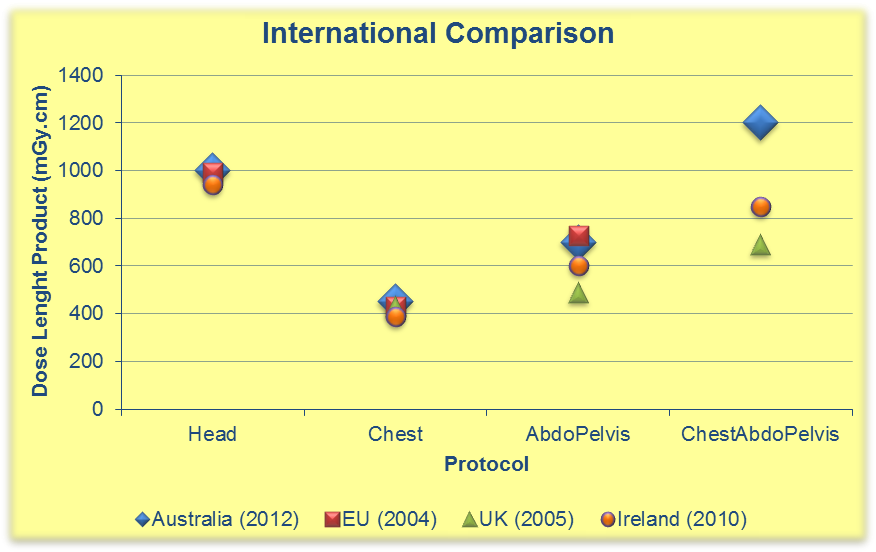 International Comparison
Dose Lenght Product (mGy.cm)
1400
1200
1000
800
600
400
200
0
Head Chest AbdoPelvis ChestAbdoPelvis
Protocol
Australia (2012) EU (2004) UK (2005) Ireland (2010)